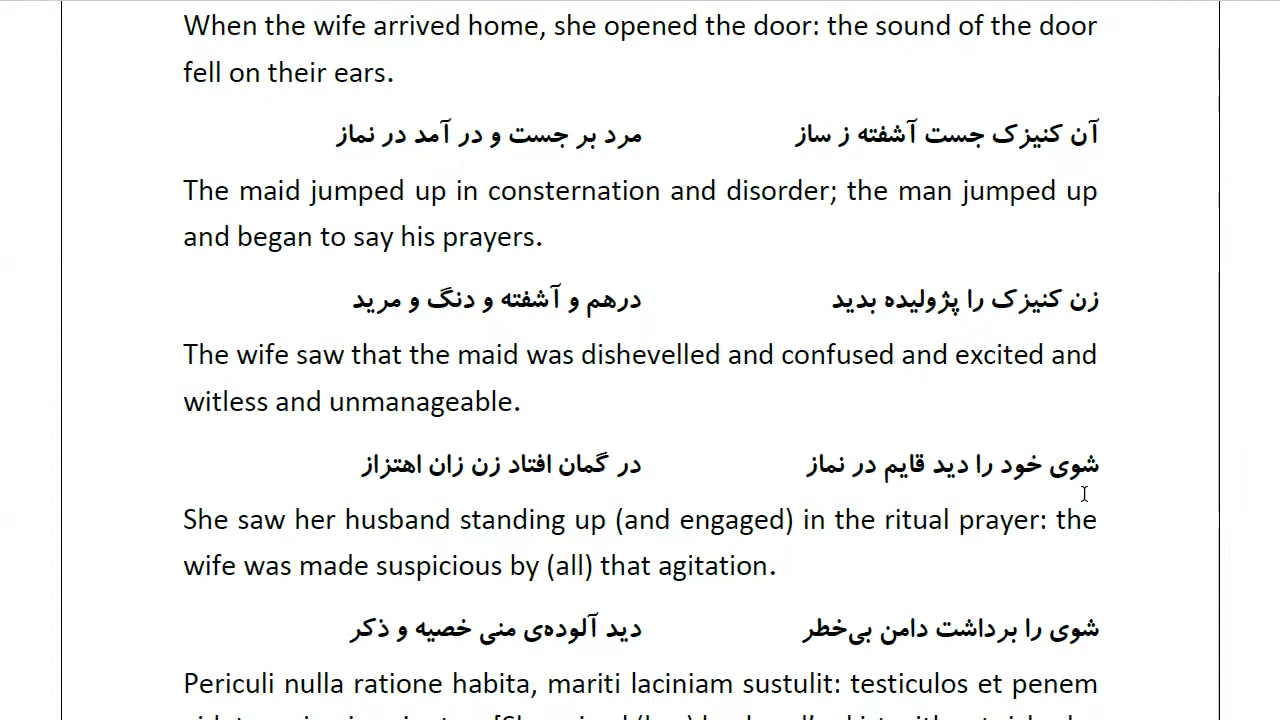 When the wife arrived home, she opened the door: the sound of the door
fell on their ears.
آن کنیزک جست آشفته ز ساز مرد بر جست و در آمد در نماز
The maid jumped up in consternation and disorder; the man jumped up
and began to say his prayers.
زن کنیزک را پژولیده بدید درهم و آشفته و دنگ و مرید
The wife saw that the maid was dishevelled and confused and excited and
witless and unmanageable.
شوی خود را دید قایم در نماز در گمان افتاد زن زان اهتزاز
She saw her husband standing up (and engaged) in the ritual prayer: the
wife was made suspicious by (all) that agitation.
شوی را برداشت دامن بی‌خطر دید آلوده‌ی منی خصیه و ذکر
Periculi nulla ratione habita, mariti laciniam sustulit: testiculos et penem